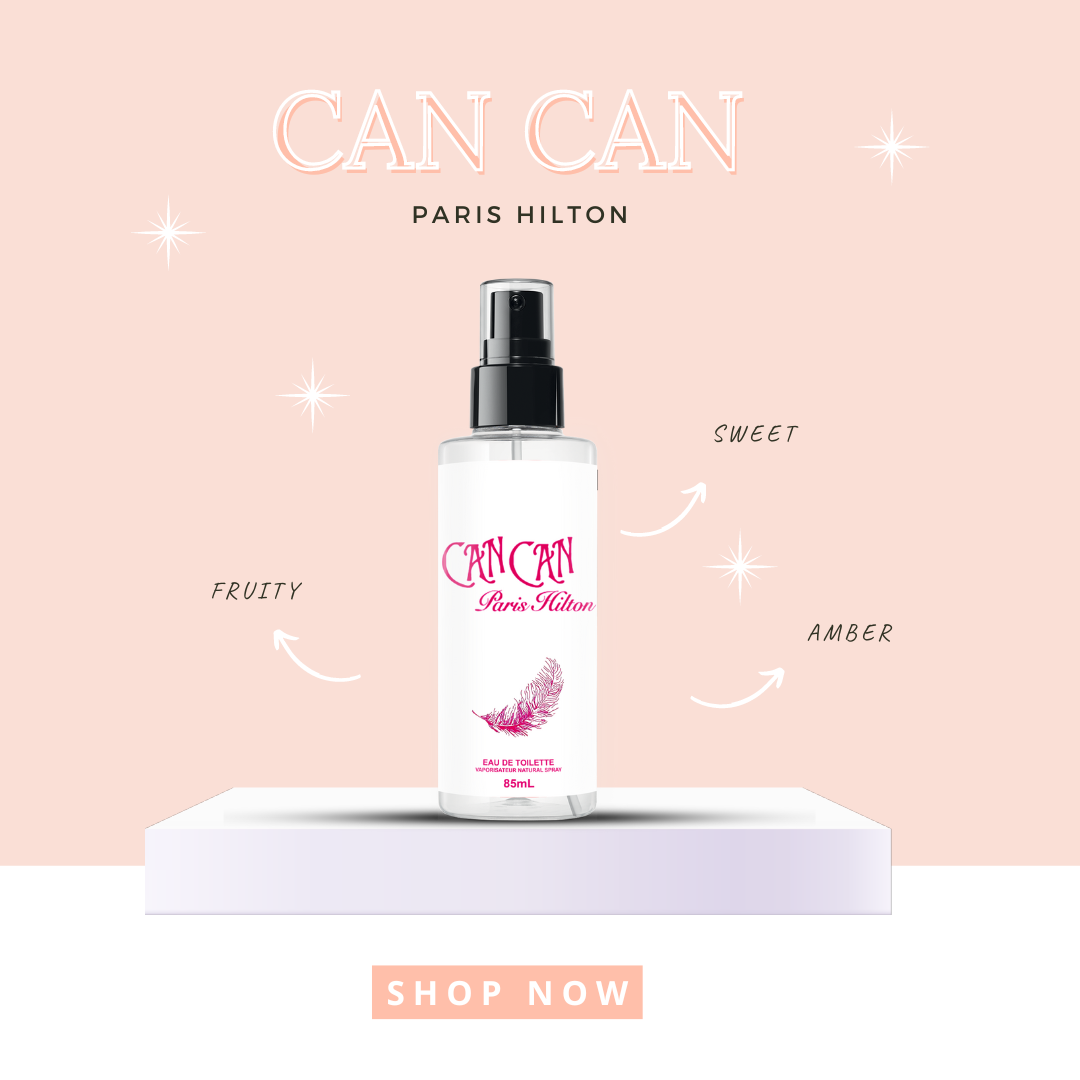 CAN CAN
PARIS HILTON
SWEET
FRUITY
AMBER
CAN CAN
Paris Hilton
EAU DE TOILETTE
VAPORISATEUR NATURAL SPRAY
85mL
SHOP NOW